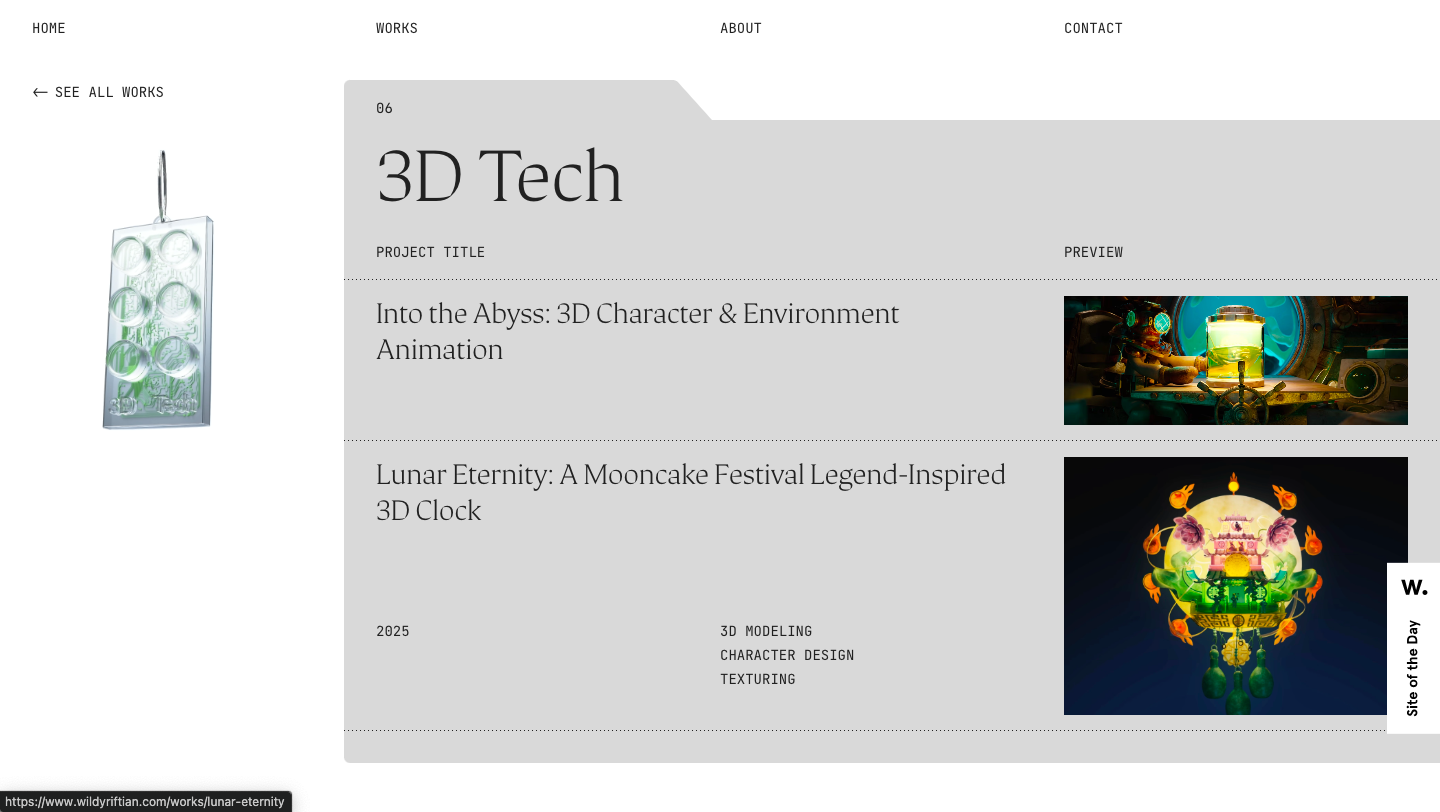 HOME
WORKS
ABOUT
CONTACT
← SEE ALL WORKS
06
3D Tech
3D Tech
PROJECT TITLE
PREVIEW
Into the Abyss: 3D Character & Environment
Animation
Lunar Eternity: A Mooncake Festival Legend-Inspired
3D Clock
2025
3D MODELING
CHARACTER DESIGN
TEXTURING
W.
Site of the Day
https://www.wildyriftian.com/works/lunar-eternity